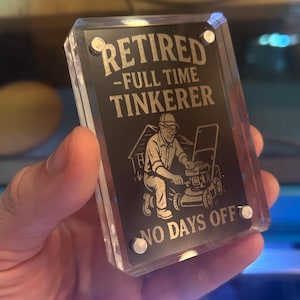 RETIRED
-FULL TIME
TINKERER
NO DAYS OFF